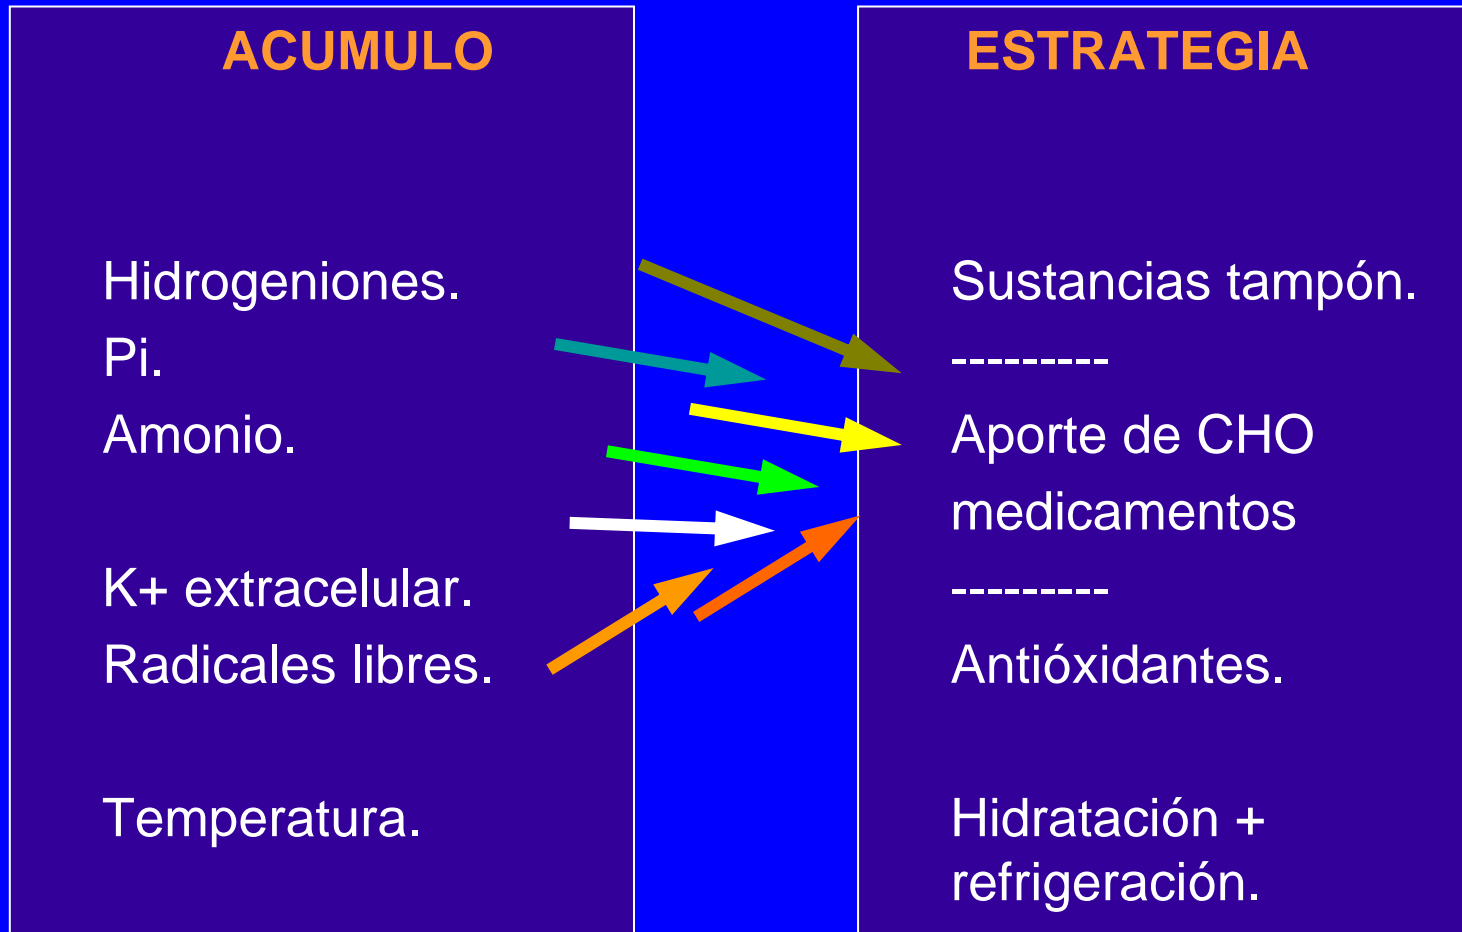 ACUMULO
Hidrogeniones.
Pi.
Amonio.
K+ extracelular.
Radicales libres.
Temperatura.
ESTRATEGIA
Sustancias tampón.
---------
Aporte de CHO
medicamentos
---------
Antióxidantes.
Hidratación +
refrigeración.